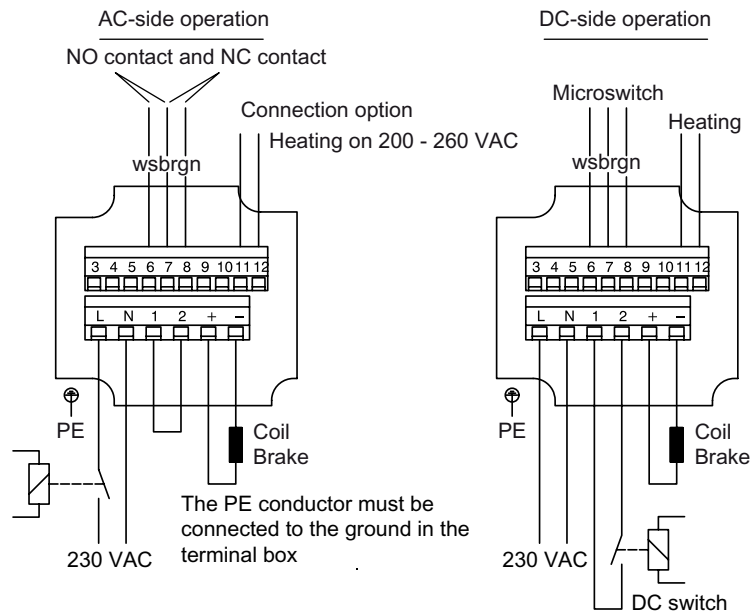 AC-side operation
NO contact and NC contact
Connection option
Heating on 200 - 260 VAC
wsbrgn
3 4 5 6 7 8 9 10 11 12
L N 1 2 + −
PE
Coil
Brake
The PE conductor must be
connected to the ground in the
terminal box
.
230 VAC
DC-side operation
Microswitch
Heating
wsbrgn
3 4 5 6 7 8 9 10 11 12
L N 1 2 + −
PE
Coil
Brake
230 VAC
DC switch